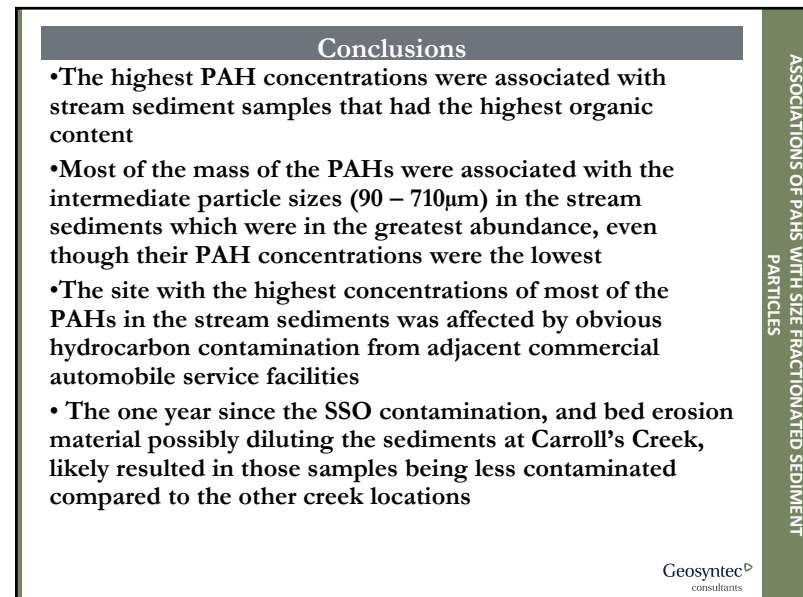 Conclusions
•The highest PAH concentrations were associated with
stream sediment samples that had the highest organic
content
•Most of the mass of the PAHs were associated with the
intermediate particle sizes (90 – 710µm) in the stream
sediments which were in the greatest abundance, even
though their PAH concentrations were the lowest
•The site with the highest concentrations of most of the
PAHs in the stream sediments was affected by obvious
hydrocarbon contamination from adjacent commercial
automobile service facilities
• The one year since the SSO contamination, and bed erosion
material possibly diluting the sediments at Carroll’s Creek,
likely resulted in those samples being less contaminated
compared to the other creek locations
ASSOCIATIONS OF PAHS WITH SIZE FRACTIONATED SEDIMENT
PARTICLES
Geosyntec
consultants